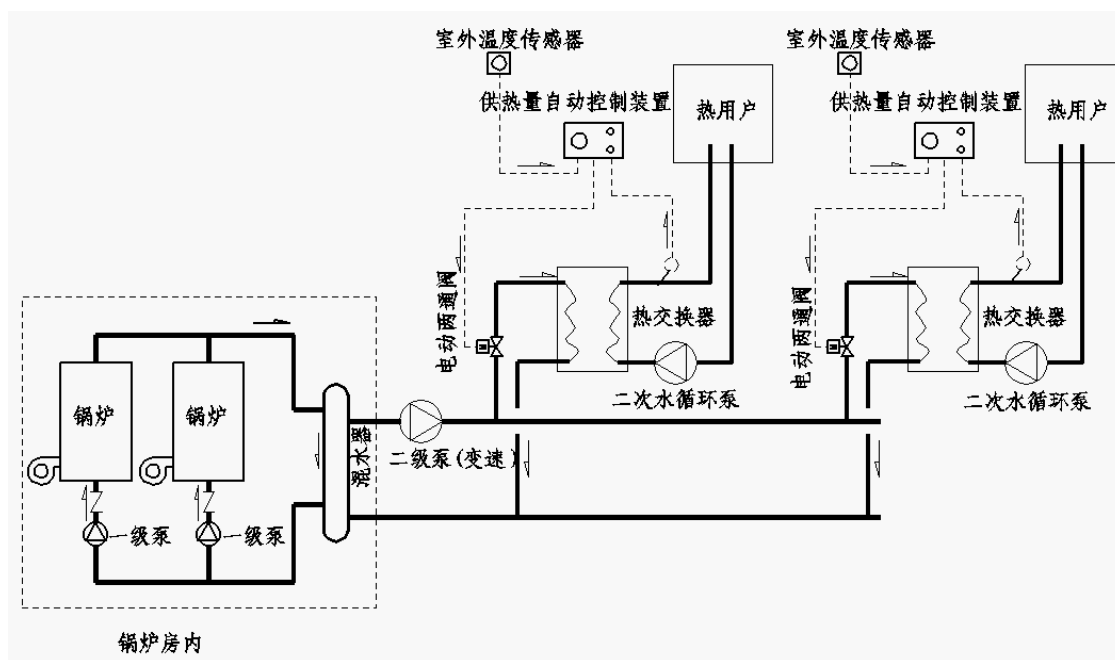 室外温度传感器
室外温度传感器
供热量自动控制装置
供热量自动控制装置
热用户
热用户
电动两通阀
电动两通阀
热交换器
热交换器
锅炉
锅炉
二次水循环泵
二次水循环泵
混水器
二级泵(变速)
一级泵
一级泵
锅炉房内